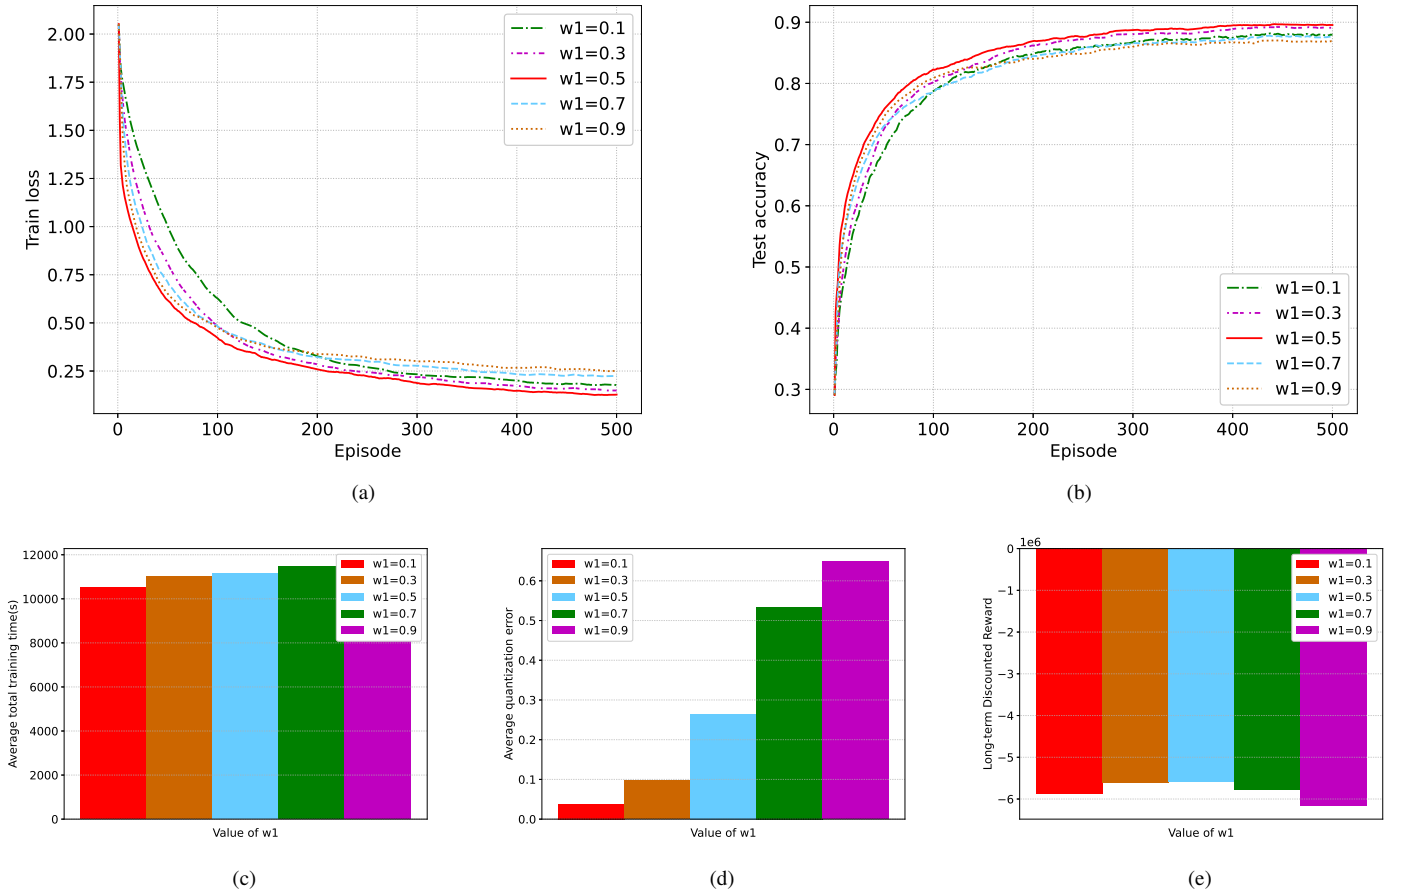 2.00
1.75
1.50
1.25
1.00
0.75
0.50
0.25
Train loss
0
100
200
300
400
500
Episode
w1=0.1
w1=0.3
w1=0.5
w1=0.7
w1=0.9
(a)
0.9
0.8
0.7
0.6
0.5
0.4
0.3
Test accuracy
0
100
200
300
400
500
Episode
w1=0.1
w1=0.3
w1=0.5
w1=0.7
w1=0.9
(b)
12000
10000
8000
6000
4000
2000
0
Average total training time(s)
Value of w1
w1=0.1
w1=0.3
w1=0.5
w1=0.7
w1=0.9
(c)
0.6
0.5
0.4
0.3
0.2
0.1
0.0
Average quantization error
Value of w1
w1=0.1
w1=0.3
w1=0.5
w1=0.7
w1=0.9
(d)
1e6
0
−1
−2
−3
−4
−5
−6
Long-term Discounted Reward
Value of w1
w1=0.1
w1=0.3
w1=0.5
w1=0.7
w1=0.9
(e)